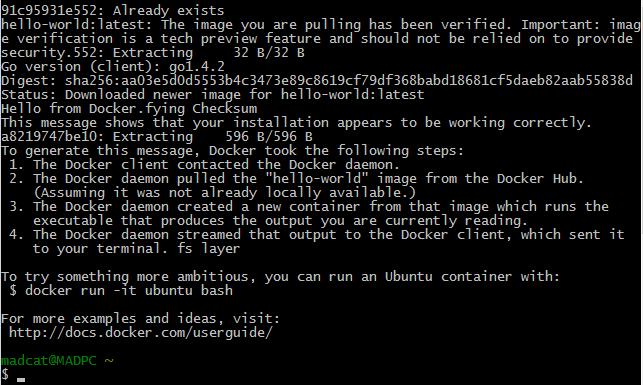 91c95931e552: Already exists
hello-world:latest: The image you are pulling has been verified. Important: imag
e verification is a tech preview feature and should not be relied on to provide
security.552: Extracting     32 B/32 B
Go version (client): go1.4.2
Digest: sha256:aa03e5d0d5553b4c3473e89c8619cf79df368babd18681cf5daeb82aab55838d
Status: Downloaded newer image for hello-world:latest
Hello from Docker.fying Checksum
This message shows that your installation appears to be working correctly.
a8219747be10: Extracting    596 B/596 B
To generate this message, Docker took the following steps:
 1. The Docker client contacted the Docker daemon.
 2. The Docker daemon pulled the "hello-world" image from the Docker Hub.
    (Assuming it was not already locally available.)
 3. The Docker daemon created a new container from that image which runs the
    executable that produces the output you are currently reading.
 4. The Docker daemon streamed that output to the Docker client, which sent it
    to your terminal. fs layer
To try something more ambitious, you can run an Ubuntu container with:
 $ docker run -it ubuntu bash
For more examples and ideas, visit:
 http://docs.docker.com/userguide/
madcat@MADPC ~
$